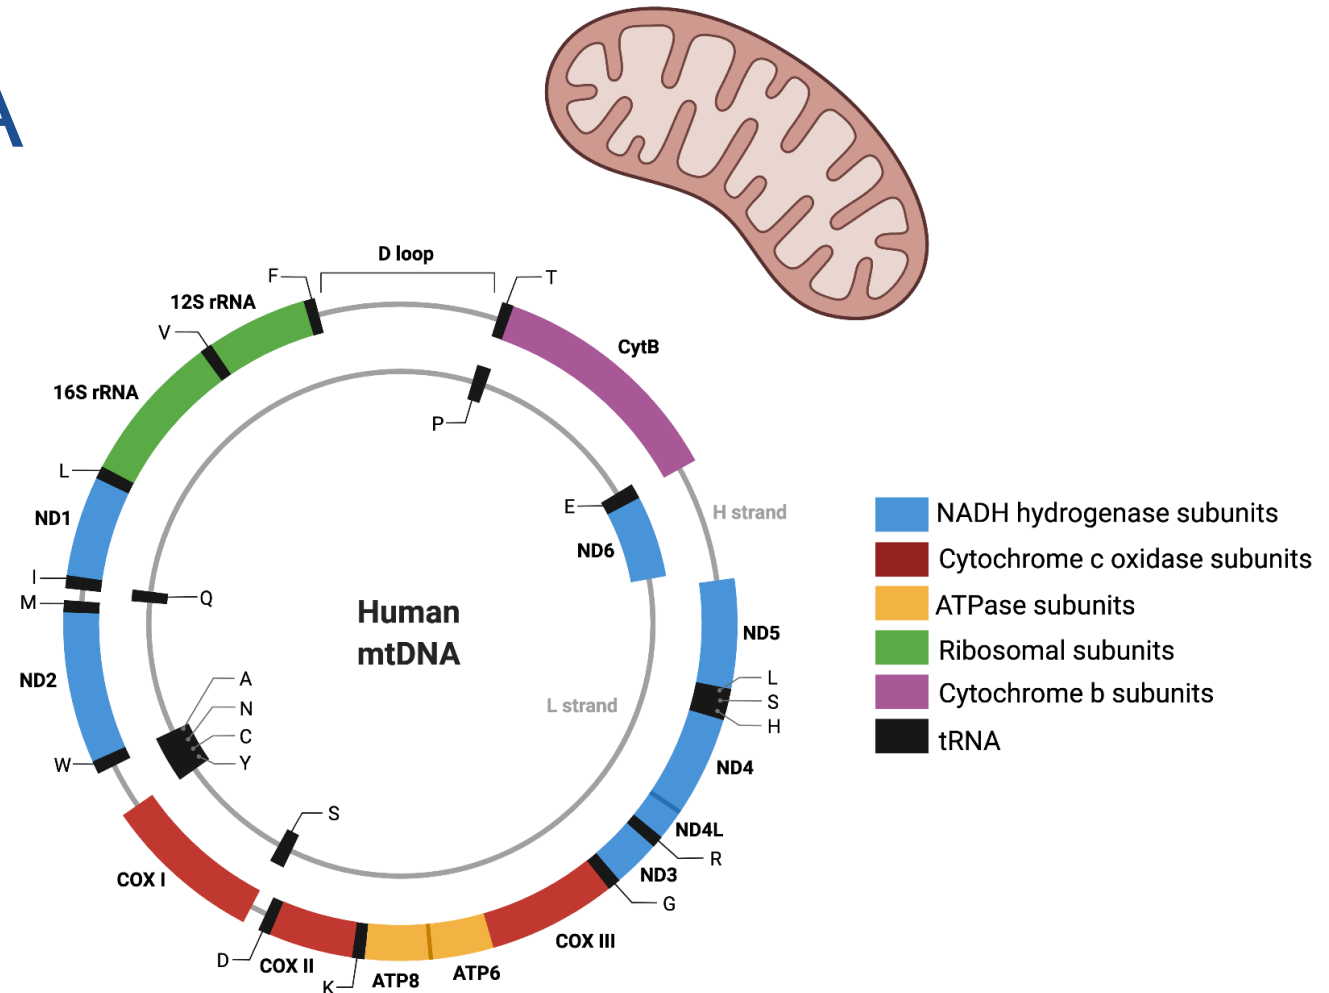 A
D loop
F
T
12S rRNA
V
CytB
16S rRNA
P
L
E
H strand
ND1
ND6
I
M
Q
Human
mtDNA
ND5
ND2
A
L
N
L strand
S
C
H
W
Y
ND4
S
ND4L
R
COX I
ND3
G
COX III
D
COX II
ATP6
K
ATP8
NADH hydrogenase subunits
Cytochrome c oxidase subunits
ATPase subunits
Ribosomal subunits
Cytochrome b subunits
tRNA